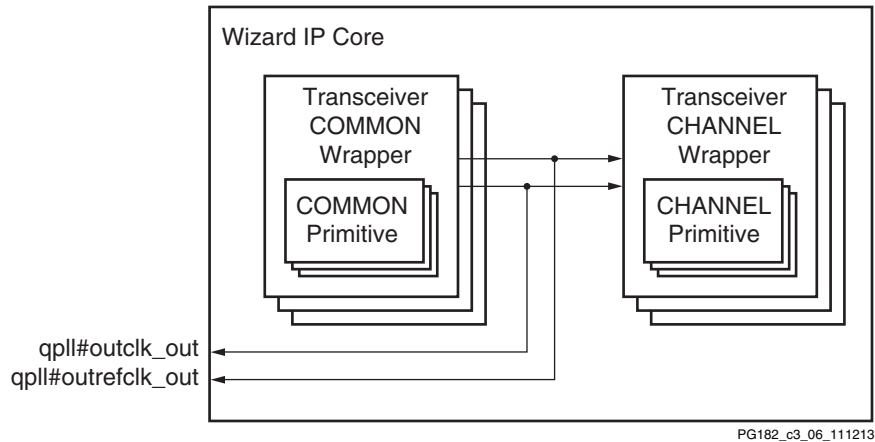 Wizard IP Core
Transceiver
COMMON
Wrapper
COMMON
Primitive
Transceiver
CHANNEL
Wrapper
CHANNEL
Primitive
qpll#outclk_out
qpll#outrefclk_out
PG182_c3_06_111213